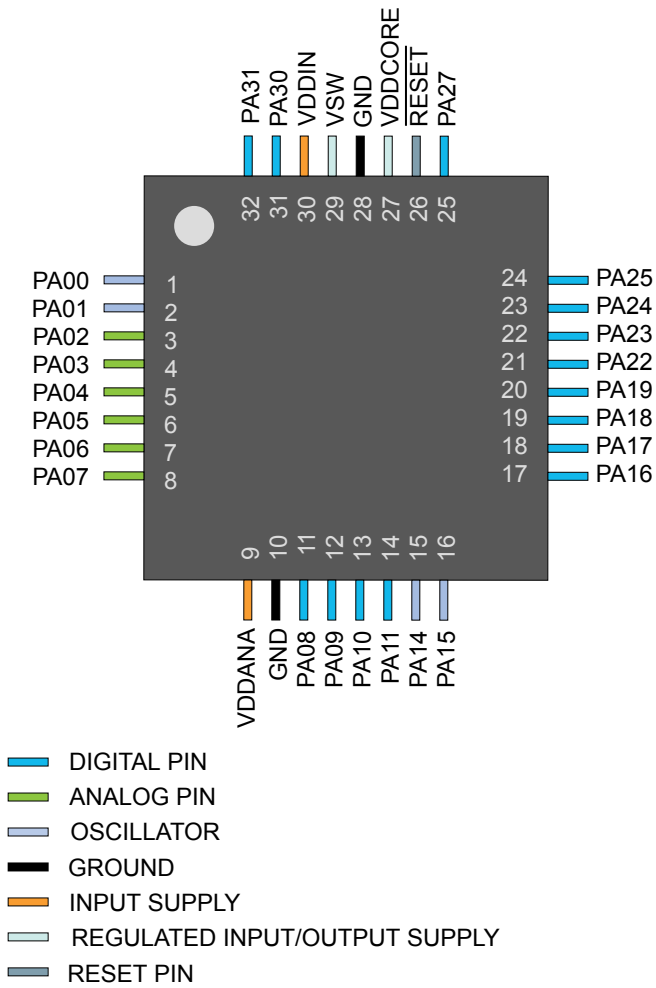 PA31
PA30
VDDIN
VSW
GND
VDDCORE
RESET
PA27
32
31
30
29
28
27
26
25
PA00 1
PA01 2
PA02 3
PA03 4
PA04 5
PA05 6
PA06 7
PA07 8
24 PA25
23 PA24
22 PA23
21 PA22
20 PA19
19 PA18
18 PA17
17 PA16
9
10
11
12
13
14
15
16
VDDANA
GND
PA08
PA09
PA10
PA11
PA14
PA15
DIGITAL PIN
ANALOG PIN
OSCILLATOR
GROUND
INPUT SUPPLY
REGULATED INPUT/OUTPUT SUPPLY
RESET PIN